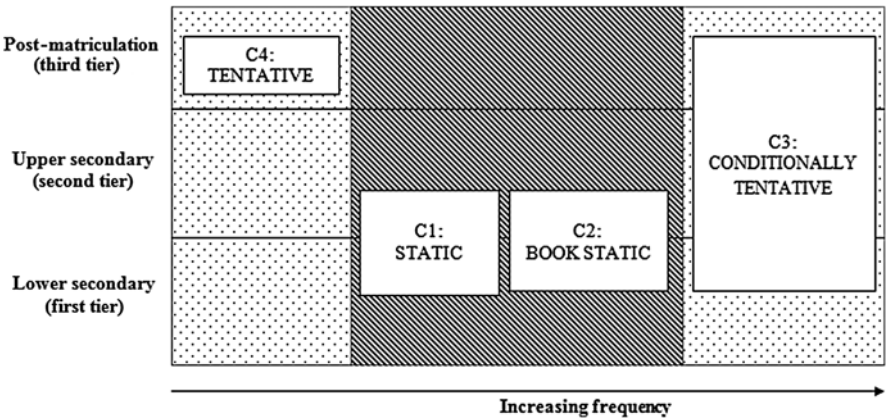 Post-matriculation
(third tier)
C4:
TENTATIVE
Upper secondary
(second tier)
C3:
CONDITIONALLY
TENTATIVE
C1:
STATIC
C2:
BOOK STATIC
Lower secondary
(first tier)
Increasing frequency